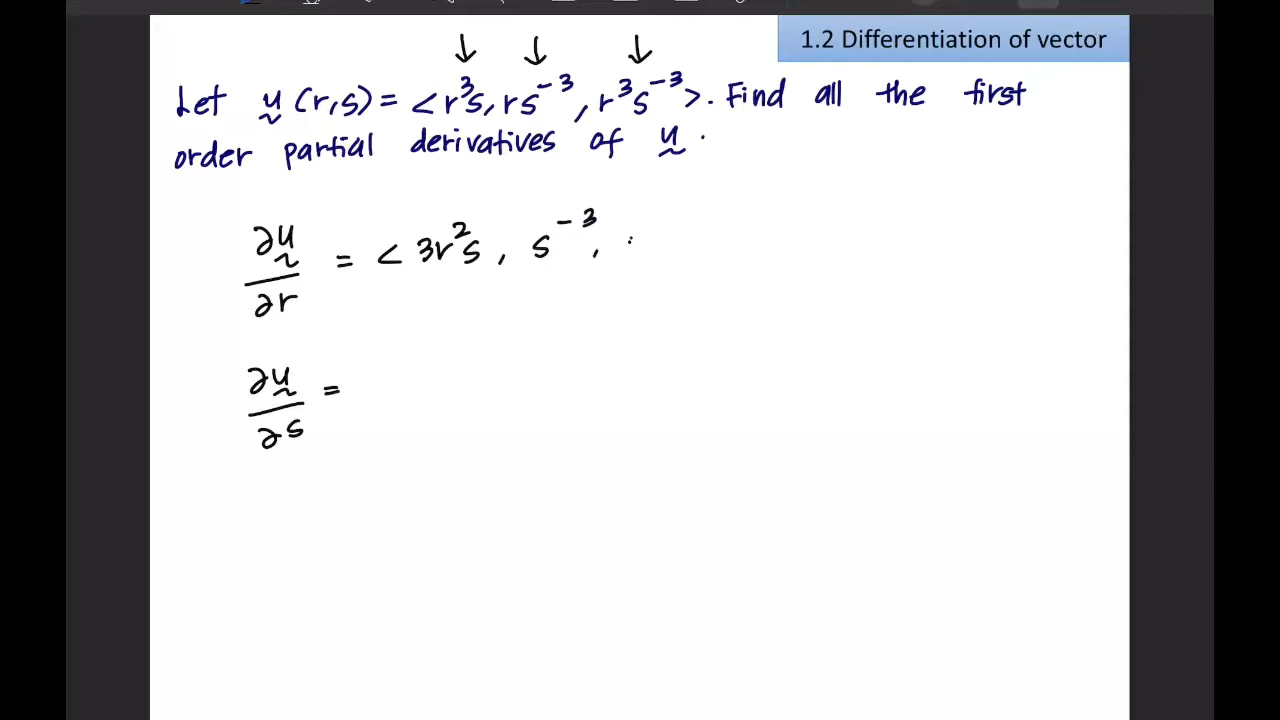 1.2 Differentiation of vector
Let ṵ (r,s) = <r³s, rs⁻³, r³s⁻³>. Find all the first
order partial derivatives of ṵ.
∂ṵ/∂r = < 3r²s, s⁻³,
∂ṵ/∂s =